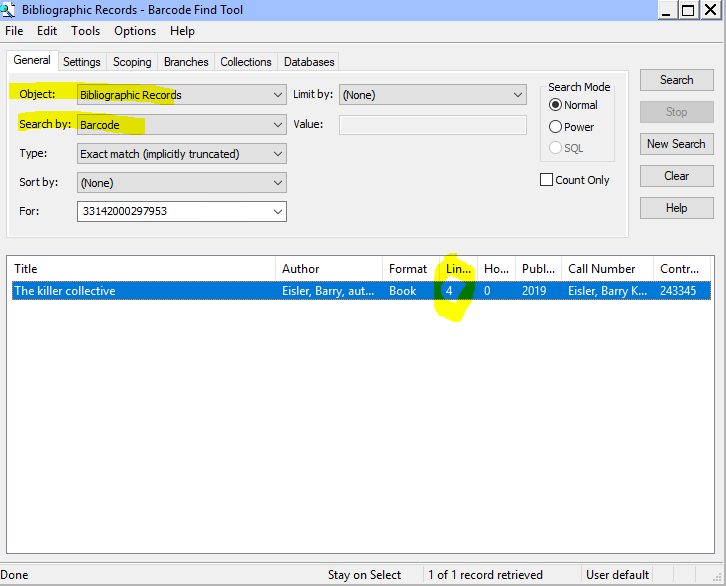 Bibliographic Records - Barcode Find Tool
File Edit Tools Options Help
General Settings Scoping Branches Collections Databases
Object: Bibliographic Records Limit by: (None) Search Mode Search
Normal
Search by: Barcode Value: Power Stop
Type: Exact match (implicitly truncated) SQL New Search
Sort by: (None) Count Only Clear
For: 33142000297953 Help
Title Author Format Lin... Ho... Publ... Call Number Contr...
The killer collective Eisler, Barry, aut... Book 4 0 2019 Eisler, Barry K... 243345
Done Stay on Select 1 of 1 record retrieved User default